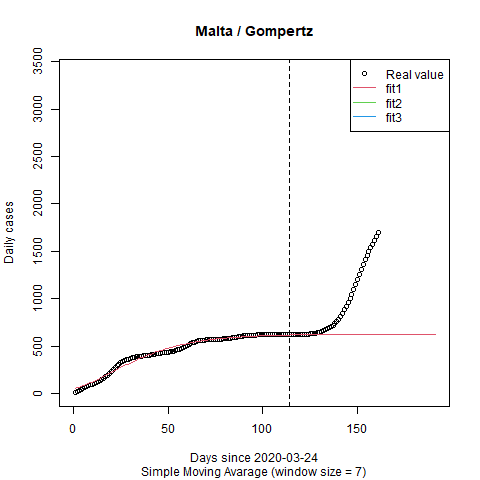 Malta / Gompertz
Real value
fit1
fit2
fit3
Daily cases
3500
3000
2500
2000
1500
1000
500
0
0 50 100 150
Days since 2020-03-24
Simple Moving Avarage (window size = 7)